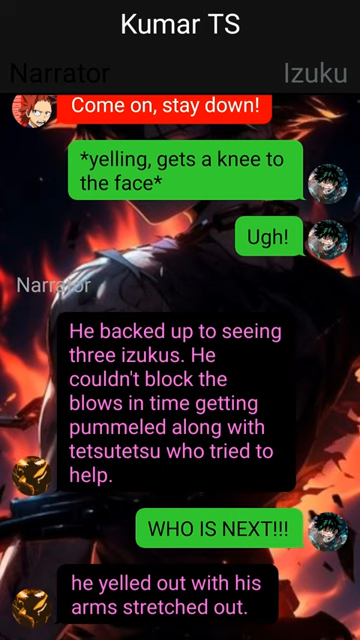 Kumar TS
Narrator
Izuku
Come on, stay down!
*yelling, gets a knee to
the face*
Ugh!
Narrator
He backed up to seeing
three izukus. He
couldn't block the
blows in time getting
pummeled along with
tetsutetsu who tried to
help.
WHO IS NEXT!!!
he yelled out with his
arms stretched out.